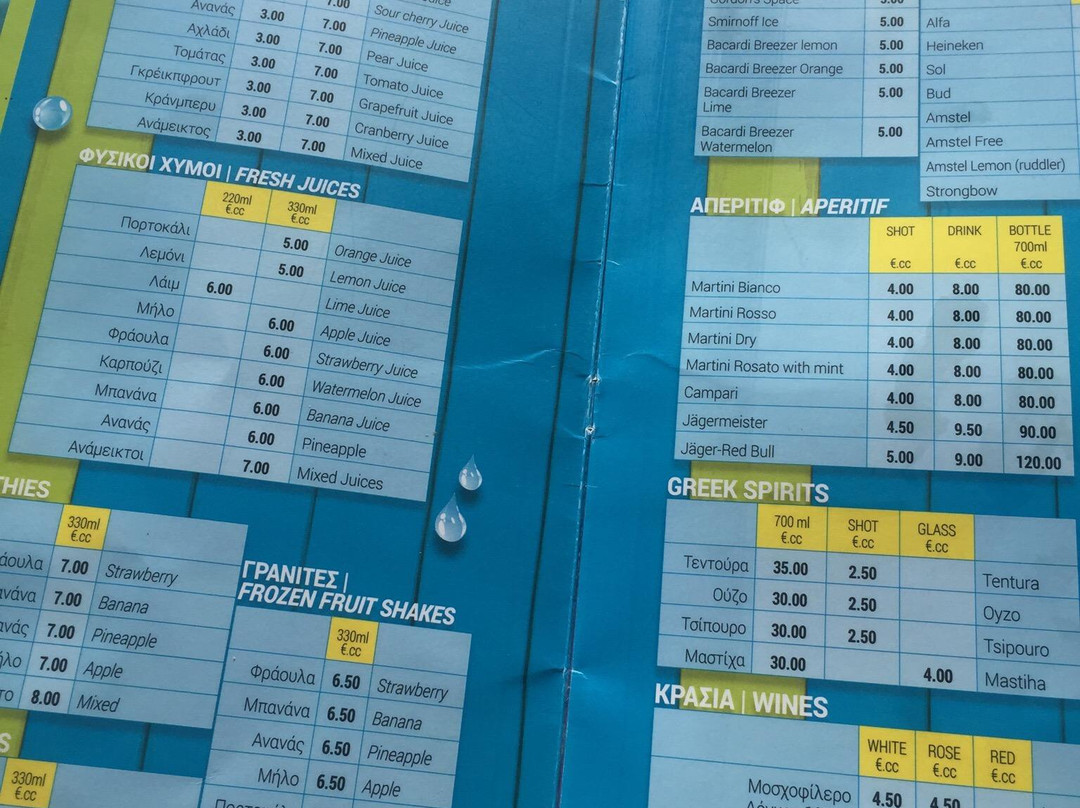 Ανανάς 3.00 7.00 Sour cherry Juice
Αχλάδι 3.00 7.00 Pineapple Juice
Τομάτας 3.00 7.00 Pear Juice
Γκρέικπφρουτ 3.00 7.00 Tomato Juice
Κράνμπερυ 3.00 7.00 Grapefruit Juice
Ανάμεικτος 3.00 7.00 Cranberry Juice
Mixed Juice
ΦΥΣΙΚΟΙ ΧΥΜΟΙ | FRESH JUICES
220ml €.cc 330ml €.cc
Πορτοκάλι 5.00 Orange Juice
Λεμόνι 5.00 Lemon Juice
Λάιμ 6.00 Lime Juice
Μήλο 6.00 Apple Juice
Φράουλα 6.00 Strawberry Juice
Καρπούζι 6.00 Watermelon Juice
Μπανάνα 6.00 Banana Juice
Ανανάς 6.00 Pineapple
Ανάμεικτοι 7.00 Mixed Juices
THIES
330ml
€.cc
άουλα 7.00 Strawberry
νάνα 7.00 Banana
νάς 7.00 Pineapple
ήλο 7.00 Apple
το 8.00 Mixed
S
330ml
€.cc
ΓΡΑΝΙΤΕΣ |
FROZEN FRUIT SHAKES
330ml
€.cc
Φράουλα 6.50 Strawberry
Μπανάνα 6.50 Banana
Ανανάς 6.50 Pineapple
Μήλο 6.50 Apple
Smirnoff Ice 5.00
Bacardi Breezer lemon 5.00
Bacardi Breezer Orange 5.00
Bacardi Breezer 5.00
Lime
Bacardi Breezer 5.00
Watermelon
Alfa
Heineken
Sol
Bud
Amstel
Amstel Free
Amstel Lemon (ruddler)
Strongbow
ΑΠΕΡΙΤΙΦ | APERITIF
SHOT DRINK BOTTLE
700ml
€.cc €.cc €.cc
Martini Bianco 4.00 8.00 80.00
Martini Rosso 4.00 8.00 80.00
Martini Dry 4.00 8.00 80.00
Martini Rosato with mint 4.00 8.00 80.00
Campari 4.00 8.00 80.00
Jägermeister 4.50 9.50 90.00
Jäger-Red Bull 5.00 9.00 120.00
GREEK SPIRITS
700 ml SHOT GLASS
€.cc €.cc €.cc
Τεντούρα 35.00 2.50 Tentura
Ούζο 30.00 2.50 Oyzo
Τσίπουρο 30.00 2.50 Tsipouro
Μαστίχα 30.00 4.00 Mastiha
ΚΡΑΣΙΑ | WINES
WHITE ROSE RED
€.cc €.cc €.cc
Μοσχοφίλερο 4.50 4.50